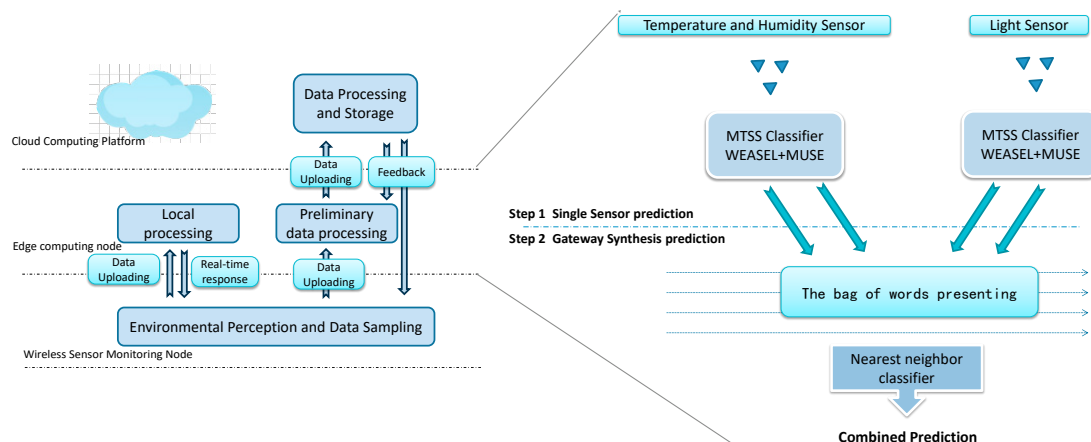 Data Processing
and Storage
Cloud Computing Platform
Data
Uploading
Feedback
Local
processing
Preliminary
data processing
Edge computing node
Data
Uploading
Real-time
response
Data
Uploading
Environmental Perception and Data Sampling
Wireless Sensor Monitoring Node
Temperature and Humidity Sensor
Light Sensor
MTSS Classifier
WEASEL+MUSE
MTSS Classifier
WEASEL+MUSE
Step 1 Single Sensor prediction
Step 2 Gateway Synthesis prediction
The bag of words presenting
Nearest neighbor
classifier
Combined Prediction